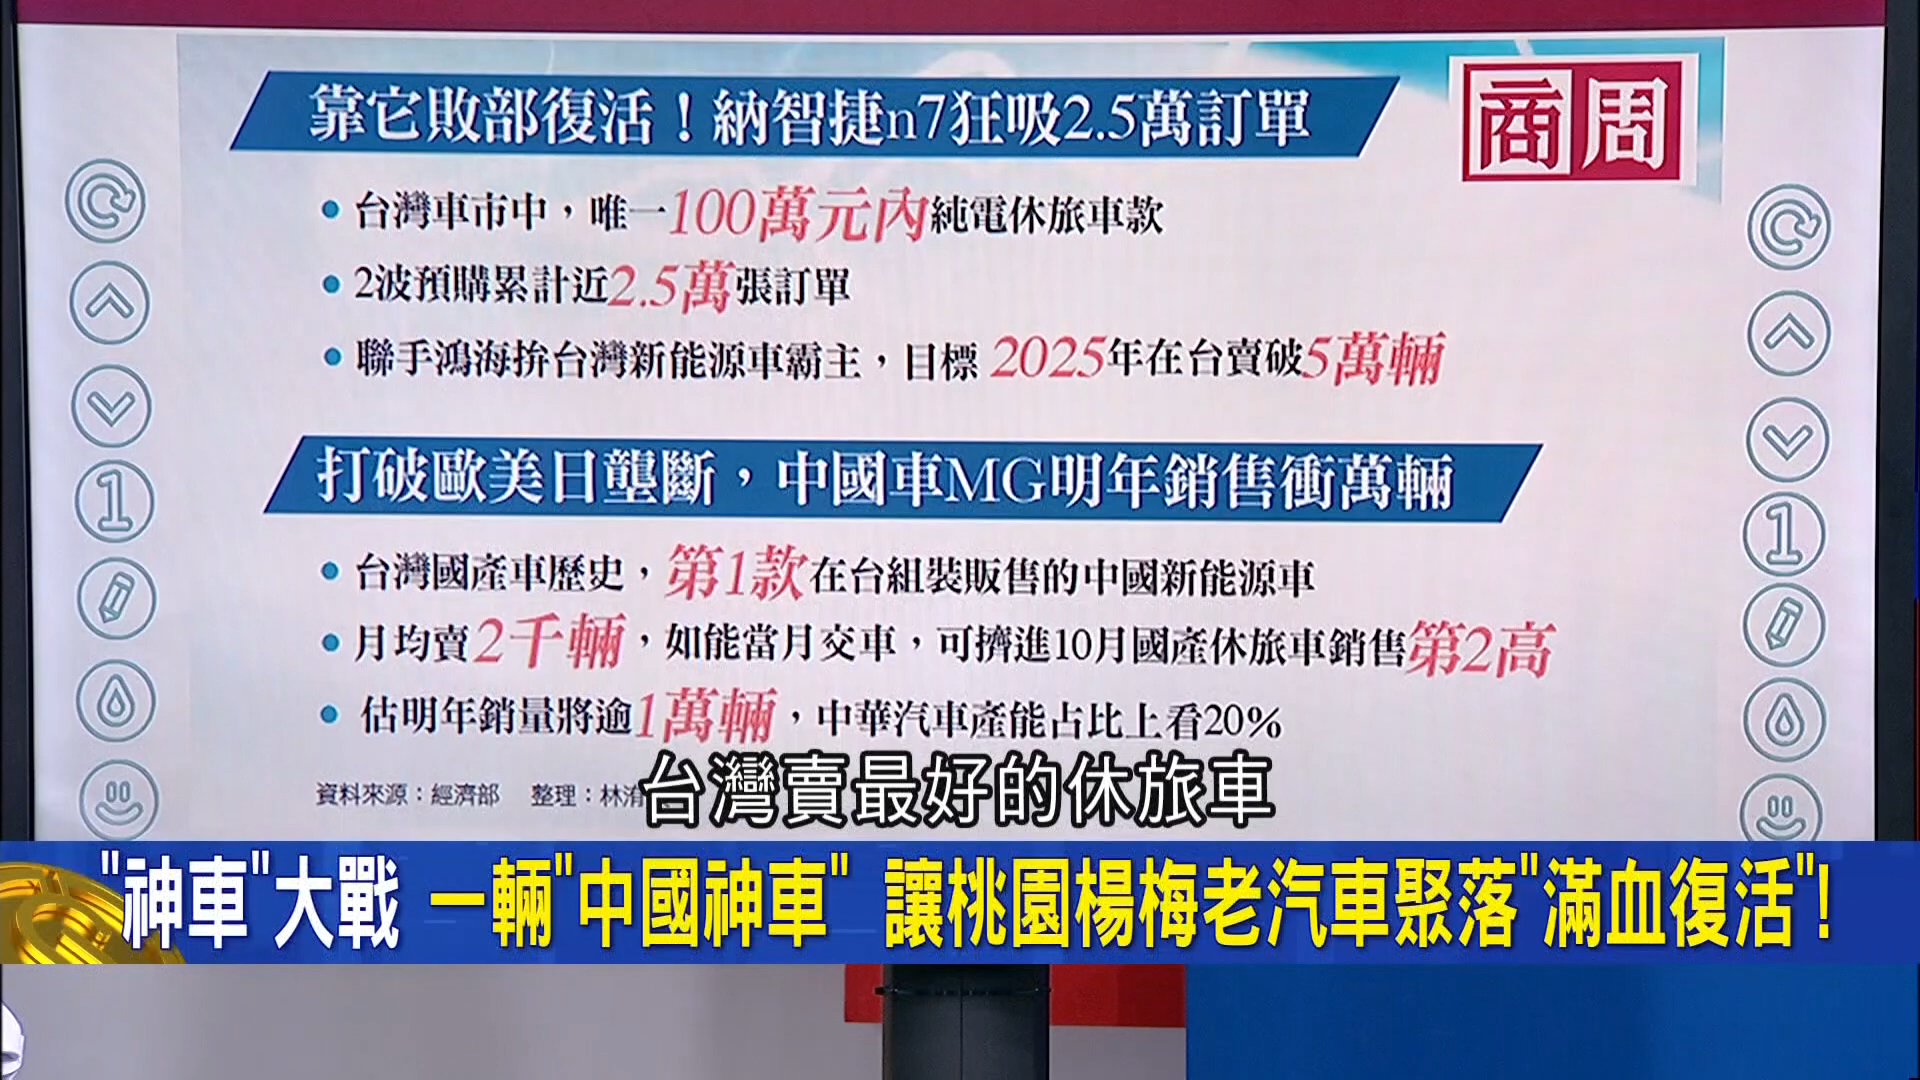 靠它敗部復活！納智捷n7狂吸2.5萬訂單
商周
• 台灣車市中，唯一100萬元內純電休旅車款
• 2波預購累計近2.5萬張訂單
• 聯手鴻海拚台灣新能源車霸主，目標 2025年在台賣破5萬輛
打破歐美日壟斷，中國車MG明年銷售衝萬輛
• 台灣國產車歷史，第1款在台組裝販售的中國新能源車
• 月均賣2千輛，如能當月交車，可擠進10月國產休旅車銷售第2高
• 估明年銷量將逾1萬輛，中華汽車產能占比上看20%
資料來源：經濟部 整理：林
台灣賣最好的休旅車
"神車"大戰 一輛"中國神車" 讓桃園楊梅老汽車聚落"滿血復活"!
1
1